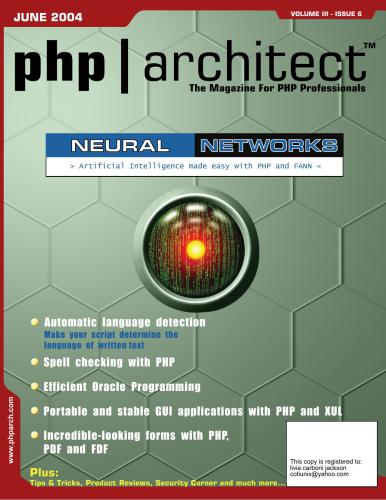 JUNE 2004
VOLUME III - ISSUE 6
php|architect™
The Magazine For PHP Professionals
NEURAL NETWORKS
> Artificial Intelligence made easy with PHP and FANN <
Automatic language detection
Make your script determine the
language of written text
Spell checking with PHP
Efficient Oracle Programming
Portable and stable GUI applications with PHP and XUL
Incredible-looking forms with PHP,
PDF and FDF
www.phparch.com
This copy is registered to:
livia carboni jackson
cotiunix@yahoo.com
Plus:
Tips & Tricks, Product Reviews, Security Corner and much more...